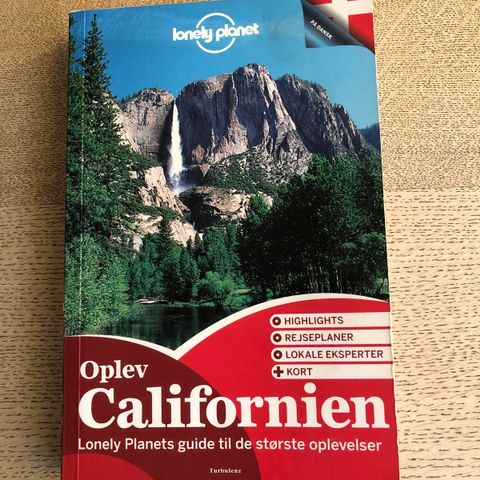 lonely planet
PÅ DANSK
HIGHLIGHTS
REJSEPLANER
LOKALE EKSPERTER
KORT
Oplev
Californien
Lonely Planets guide til de største oplevelser
Turbulenz